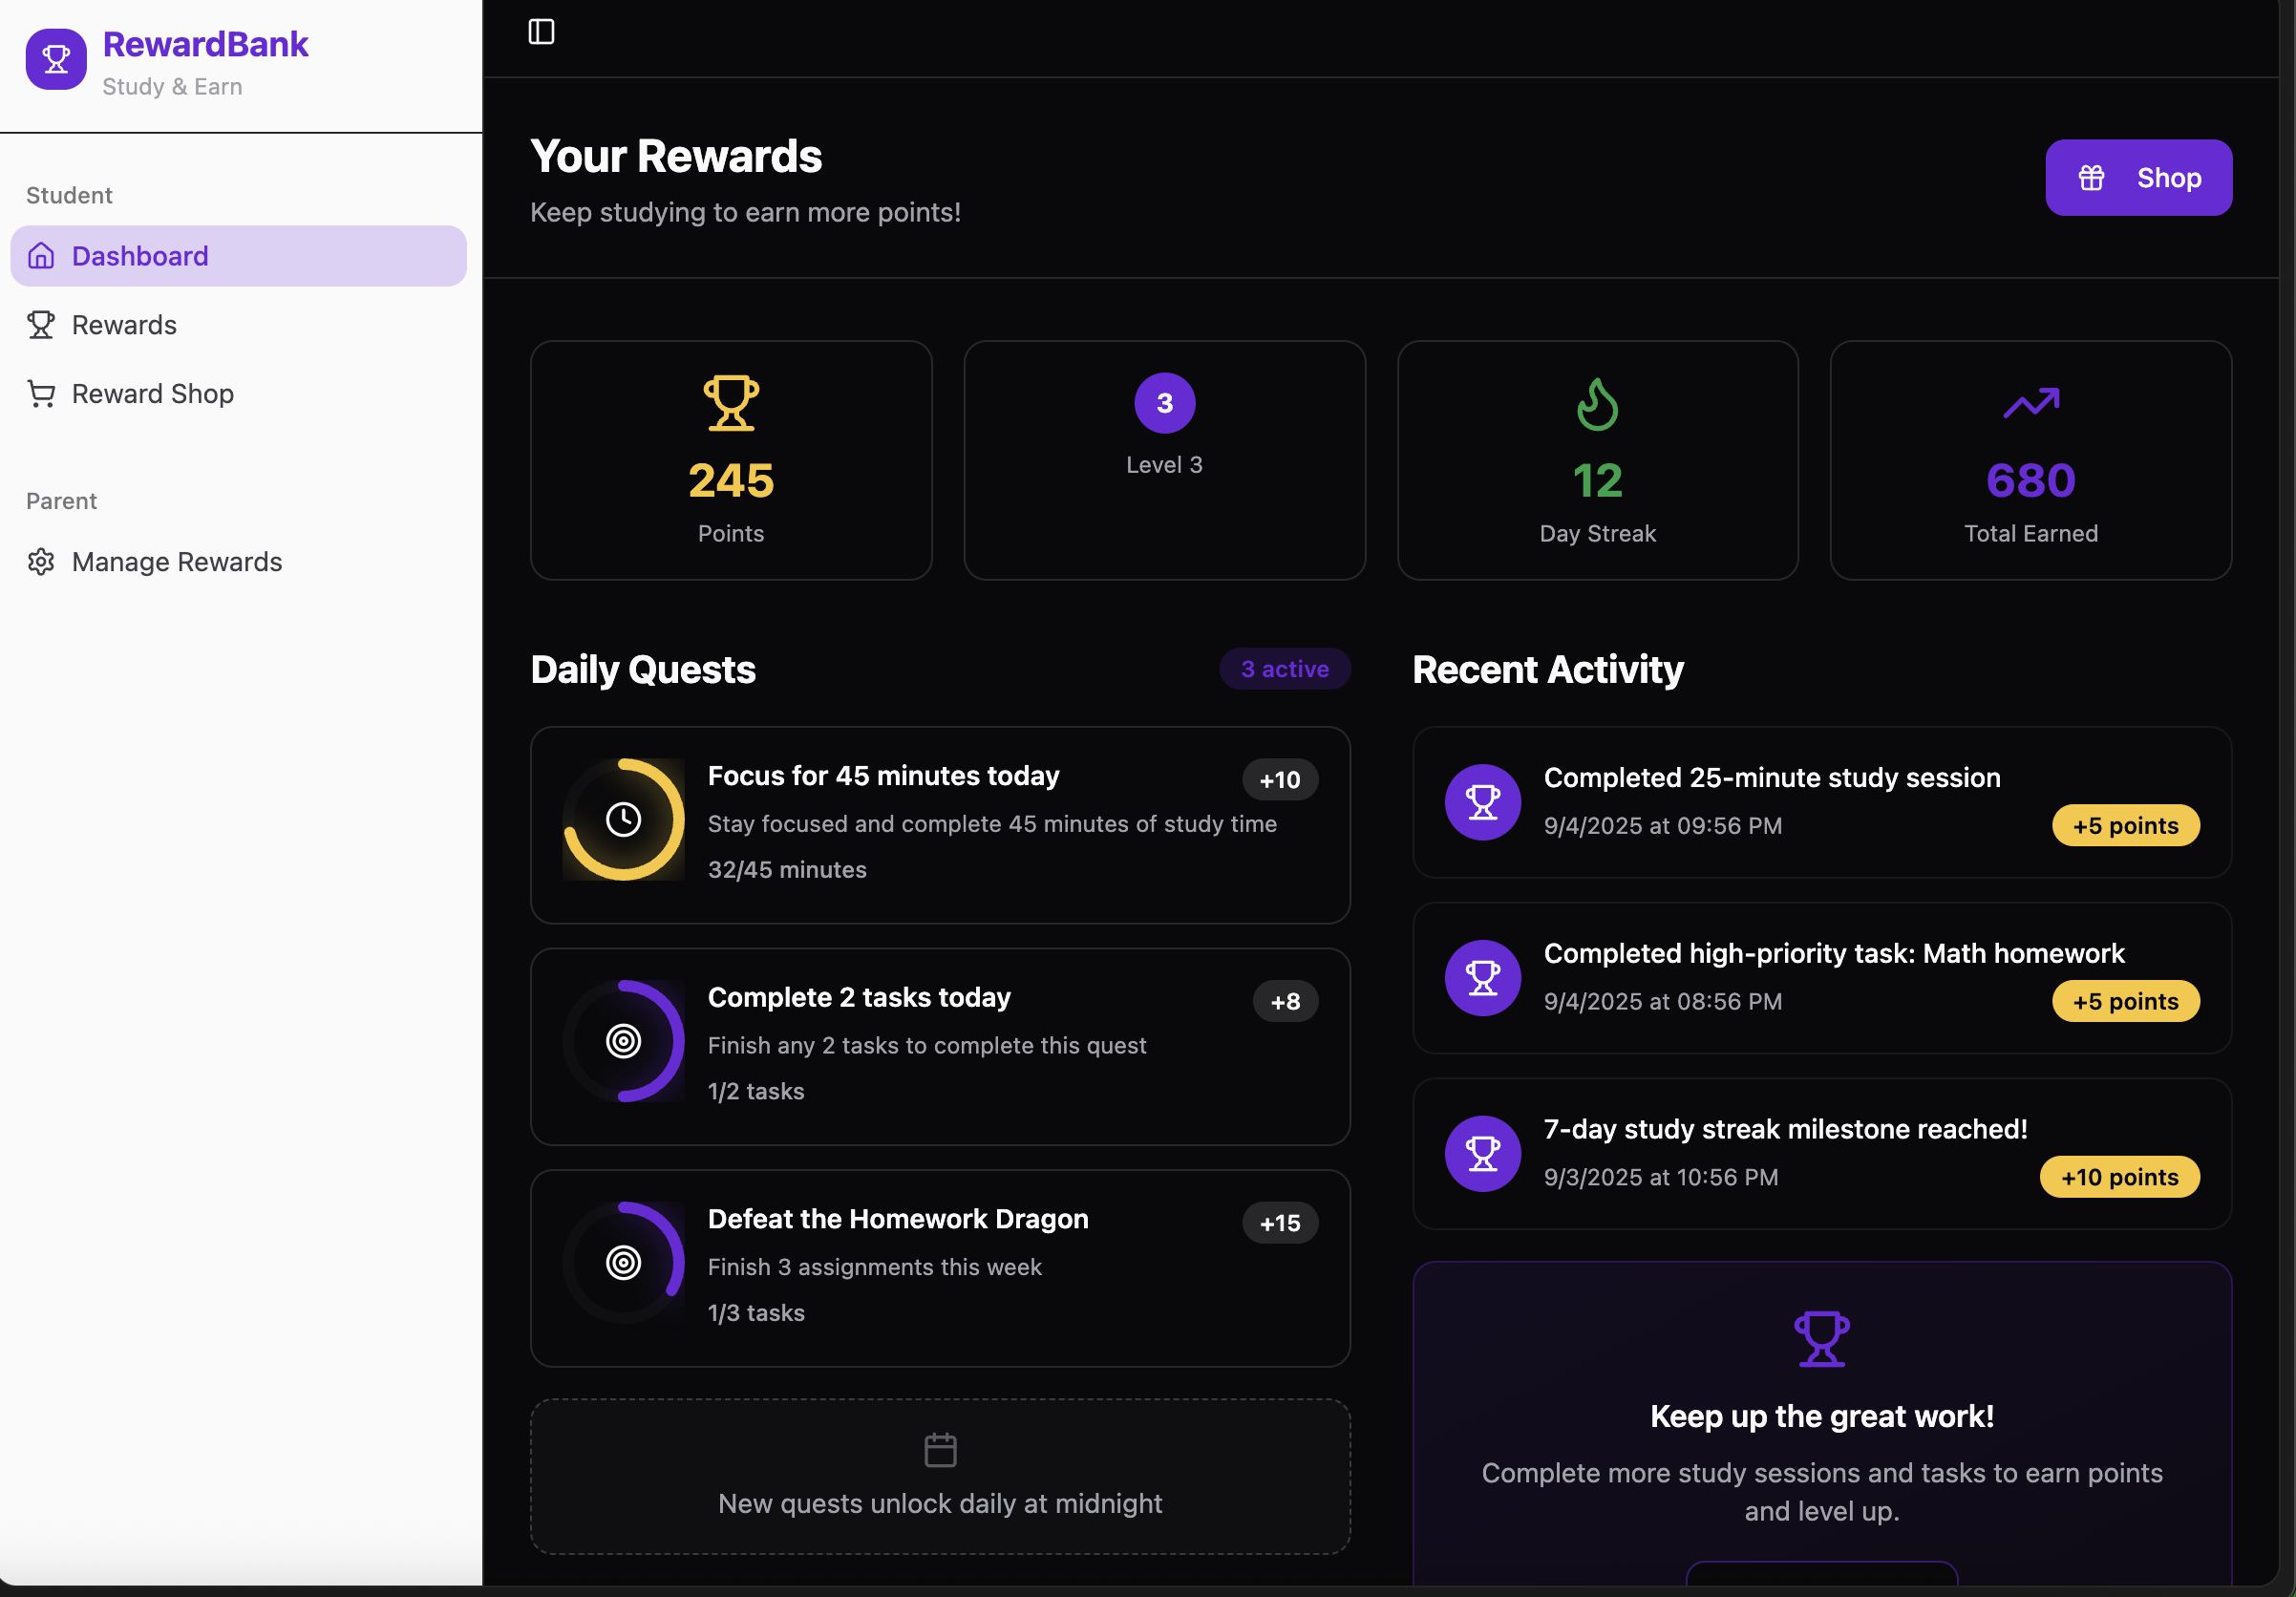 RewardBank
Study & Earn
Student
Dashboard
Rewards
Reward Shop
Parent
Manage Rewards
Your Rewards
Keep studying to earn more points!
Shop
245
Points
3
Level 3
12
Day Streak
680
Total Earned
Daily Quests
3 active
Focus for 45 minutes today
+10
Stay focused and complete 45 minutes of study time
32/45 minutes
Complete 2 tasks today
+8
Finish any 2 tasks to complete this quest
1/2 tasks
Defeat the Homework Dragon
+15
Finish 3 assignments this week
1/3 tasks
New quests unlock daily at midnight
Recent Activity
Completed 25-minute study session
9/4/2025 at 09:56 PM
+5 points
Completed high-priority task: Math homework
9/4/2025 at 08:56 PM
+5 points
7-day study streak milestone reached!
9/3/2025 at 10:56 PM
+10 points
Keep up the great work!
Complete more study sessions and tasks to earn points
and level up.